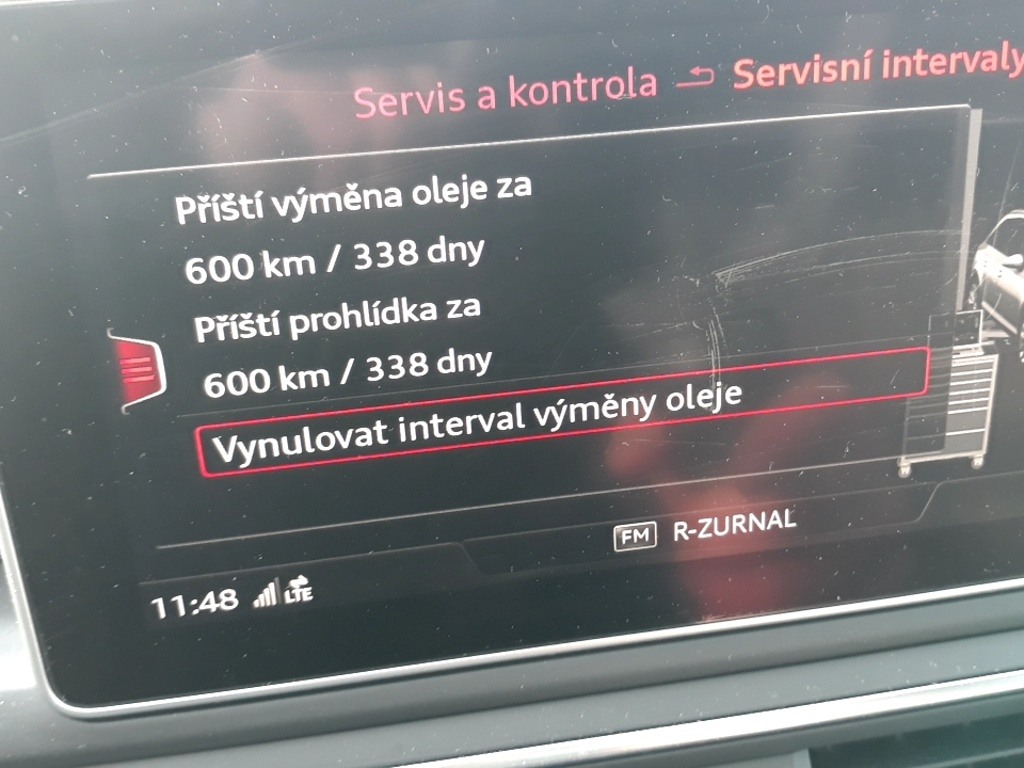 Servis a kontrola Servisní intervaly
Příští výměna oleje za
600 km / 338 dny
Příští prohlídka za
600 km / 338 dny
Vynulovat interval výměny oleje
FM R-ZURNAL
11:48 LTE